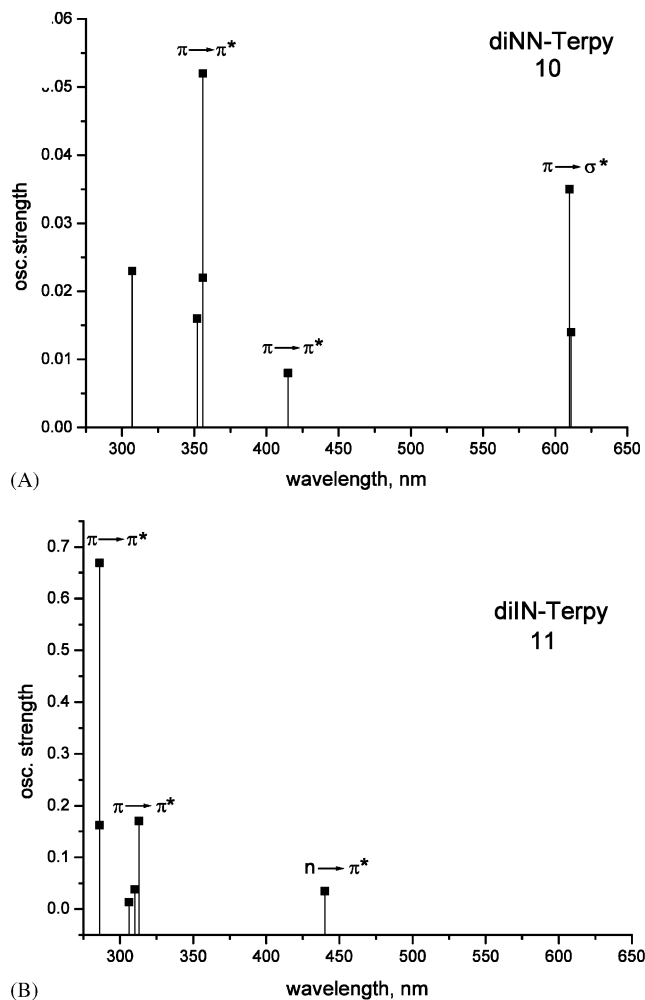 .06
diNN-Terpy
10
π→π*
0.05
0.04
π→σ*
osc.strength
0.03
0.02
π→π*
0.01
0.00
300 350 400 450 500 550 600 650
(A)
wavelength, nm
π→π*
0.7
diIN-Terpy
11
0.6
0.5
osc. strength
0.4
0.3
π→π*
0.2
n→π*
0.1
0.0
300 350 400 450 500 550 600 650
(B)
wavelength, nm